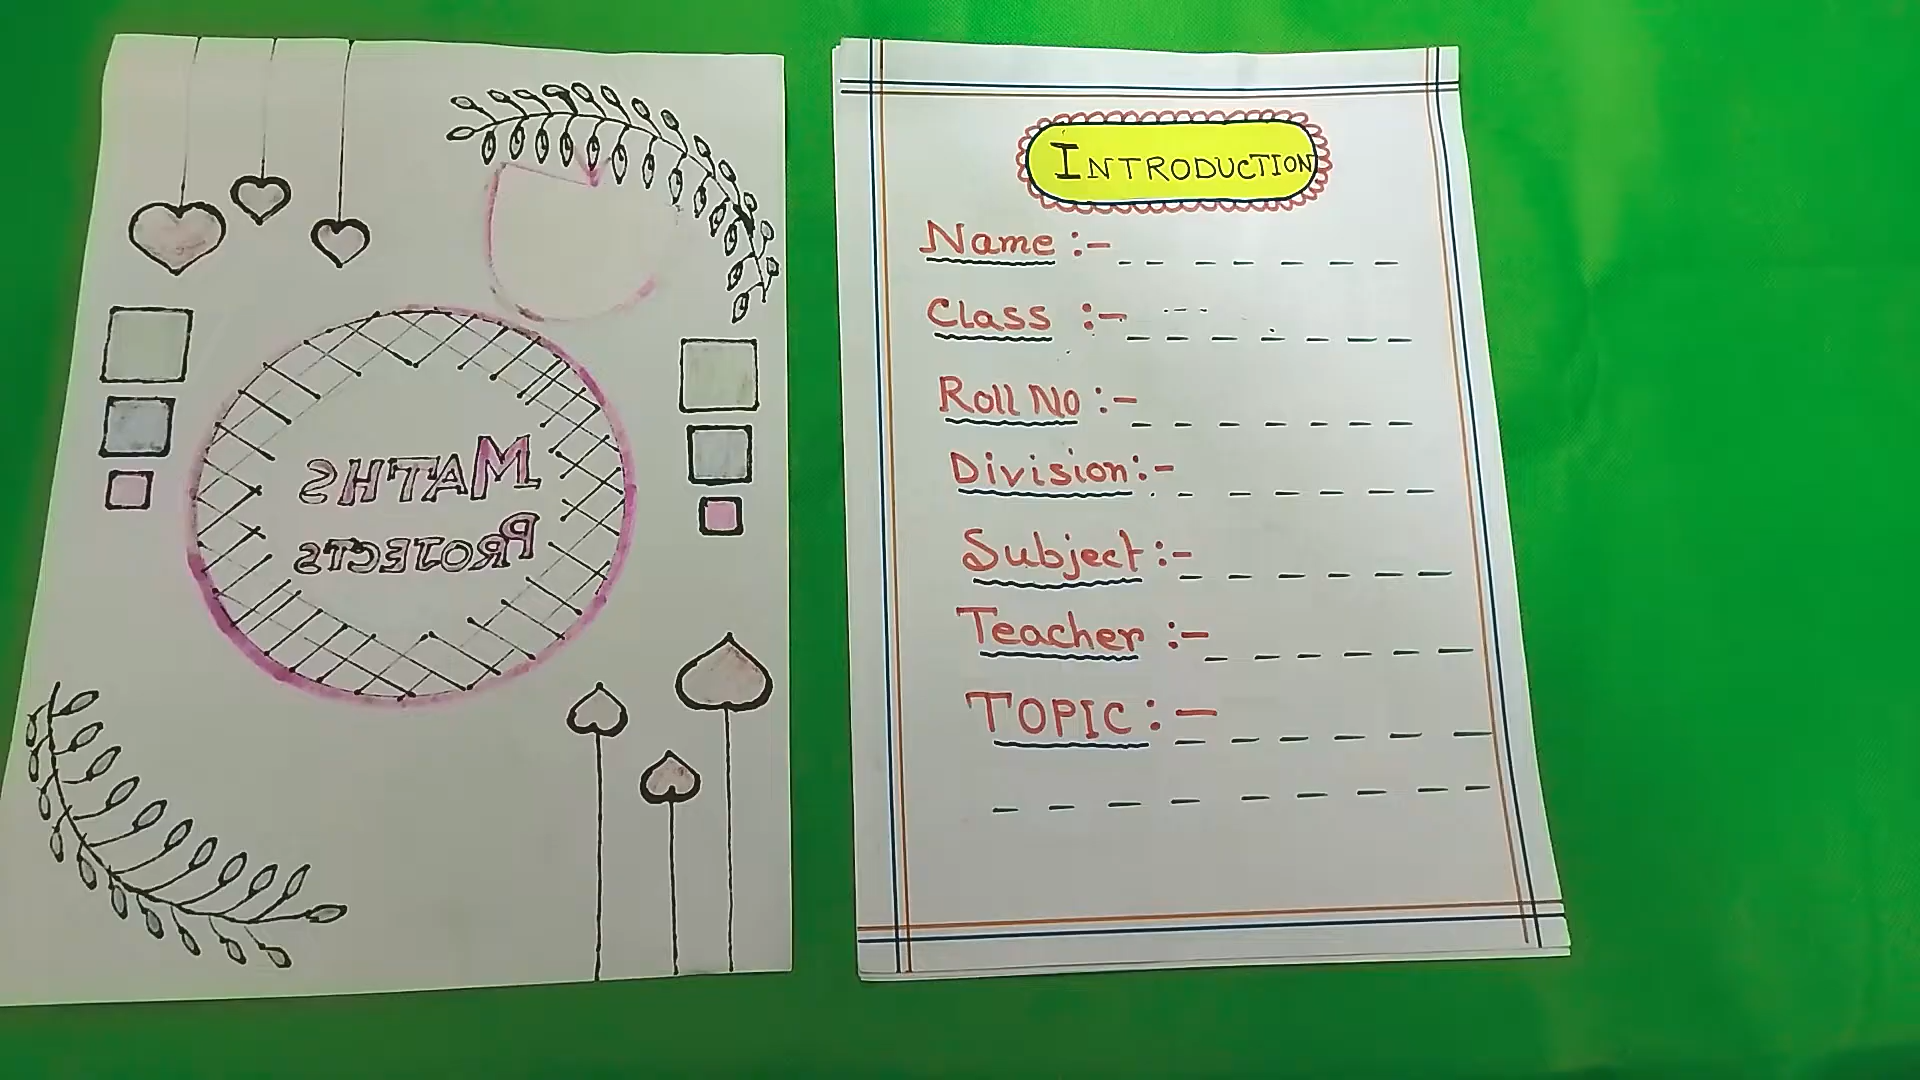 MATHS
PROJECTS
INTRODUCTION
Name :-
Class :-
Roll No :-
Division :-
Subject :-
Teacher :-
TOPIC : -